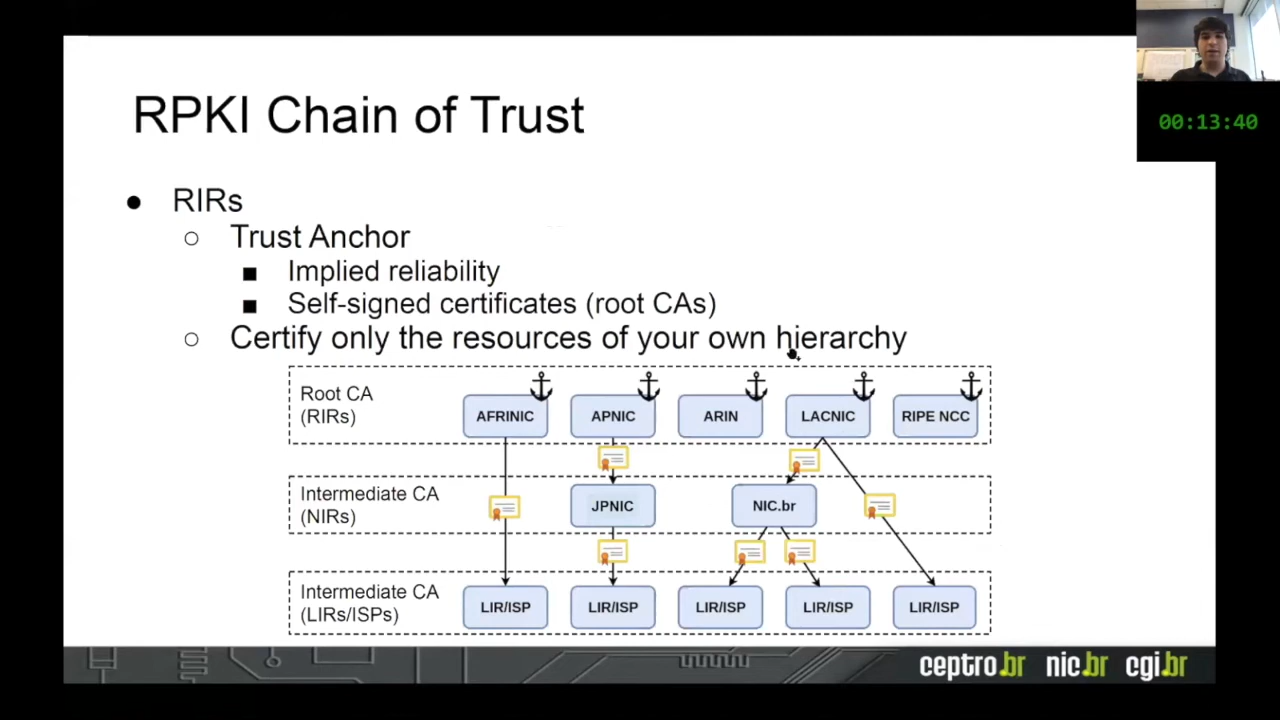 RPKI Chain of Trust
00:13:40
RIRs
Trust Anchor
Implied reliability
Self-signed certificates (root CAs)
Certify only the resources of your own hierarchy
Root CA
(RIRs)
AFRINIC
APNIC
ARIN
LACNIC
RIPE NCC
Intermediate CA
(NIRs)
JPNIC
NIC.br
Intermediate CA
(LIRs/ISPs)
LIR/ISP
LIR/ISP
LIR/ISP
LIR/ISP
LIR/ISP
ceptro.br nic.br cgi.br